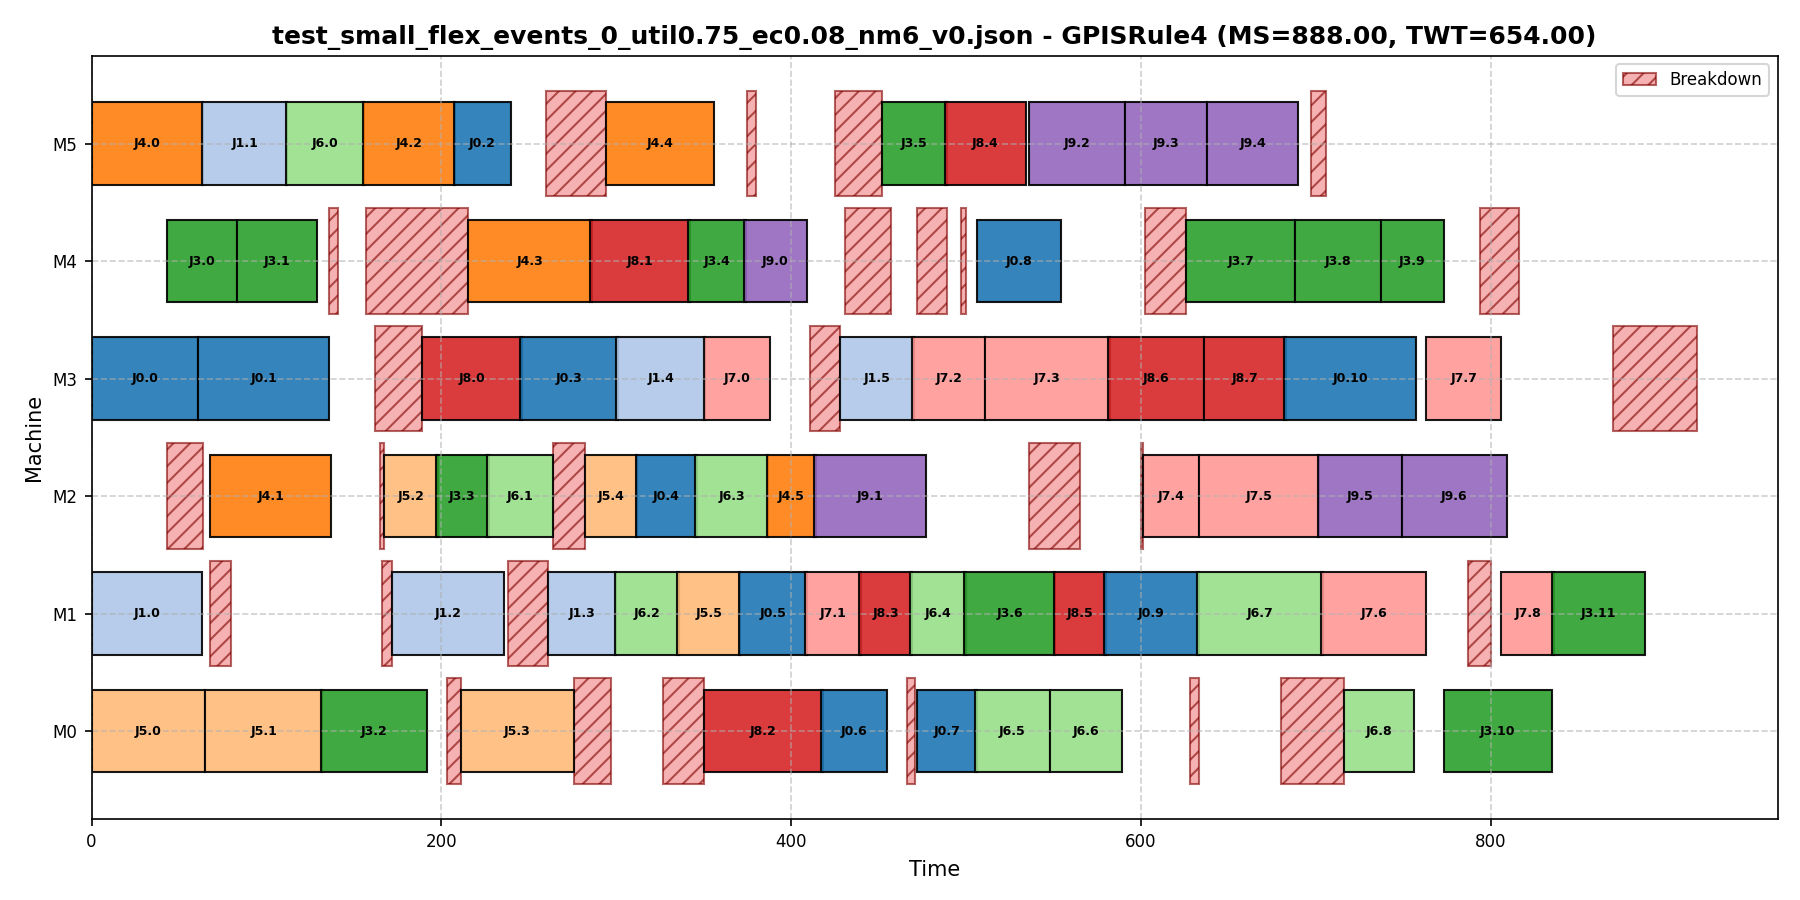 test_small_flex_events_0_util0.75_ec0.08_nm6_v0.json - GPISRule4 (MS=888.00, TWT=654.00)
Breakdown
M5
J4.0 J1.1 J6.0 J4.2 J0.2 J4.4 J3.5 J8.4 J9.2 J9.3 J9.4
M4
J3.0 J3.1 J4.3 J8.1 J3.4 J9.0 J0.8 J3.7 J3.8 J3.9
M3
J0.0 J0.1 J8.0 J0.3 J1.4 J7.0 J1.5 J7.2 J7.3 J8.6 J8.7 J0.10 J7.7
M2
J4.1 J5.2 J3.3 J6.1 J5.4 J0.4 J6.3 J4.5 J9.1 J7.4 J7.5 J9.5 J9.6
M1
J1.0 J1.2 J1.3 J6.2 J5.5 J0.5 J7.1 J8.3 J6.4 J3.6 J8.5 J0.9 J6.7 J7.6 J7.8 J3.11
M0
J5.0 J5.1 J3.2 J5.3 J8.2 J0.6 J0.7 J6.5 J6.6 J6.8 J3.10
Machine
0 200 400 600 800
Time